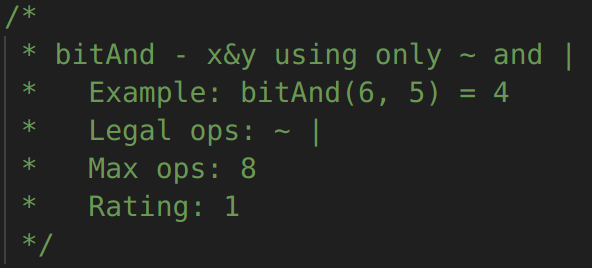 /*
 * bitAnd - x&y using only ~ and |
 *   Example: bitAnd(6, 5) = 4
 *   Legal ops: ~ |
 *   Max ops: 8
 *   Rating: 1
 */